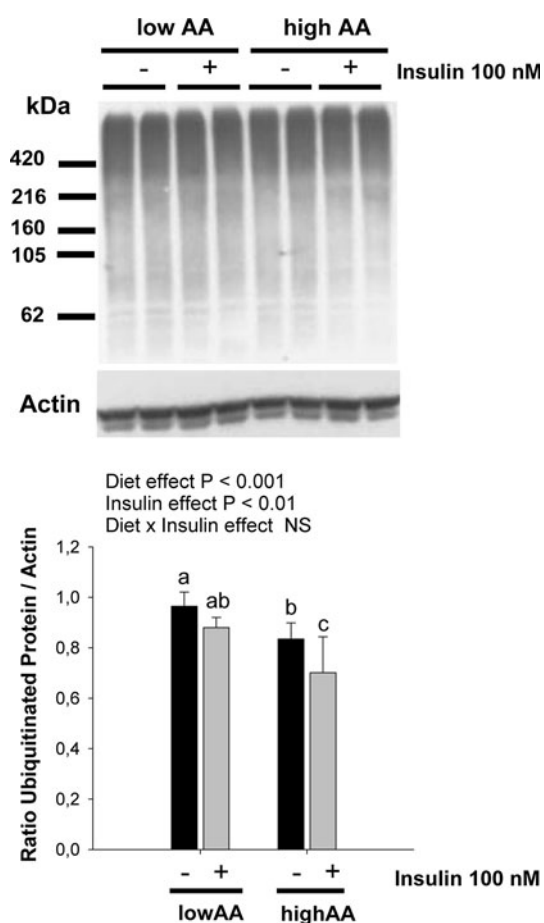 low AA high AA
- + - + Insulin 100 nM
kDa
420
216
160
105
62
Actin
Diet effect P < 0.001
Insulin effect P < 0.01
Diet x Insulin effect NS
Ratio Ubiquitinated Protein / Actin
1,2
1,0
0,8
0,6
0,4
0,2
0,0
a ab b c
- + - + Insulin 100 nM
lowAA highAA